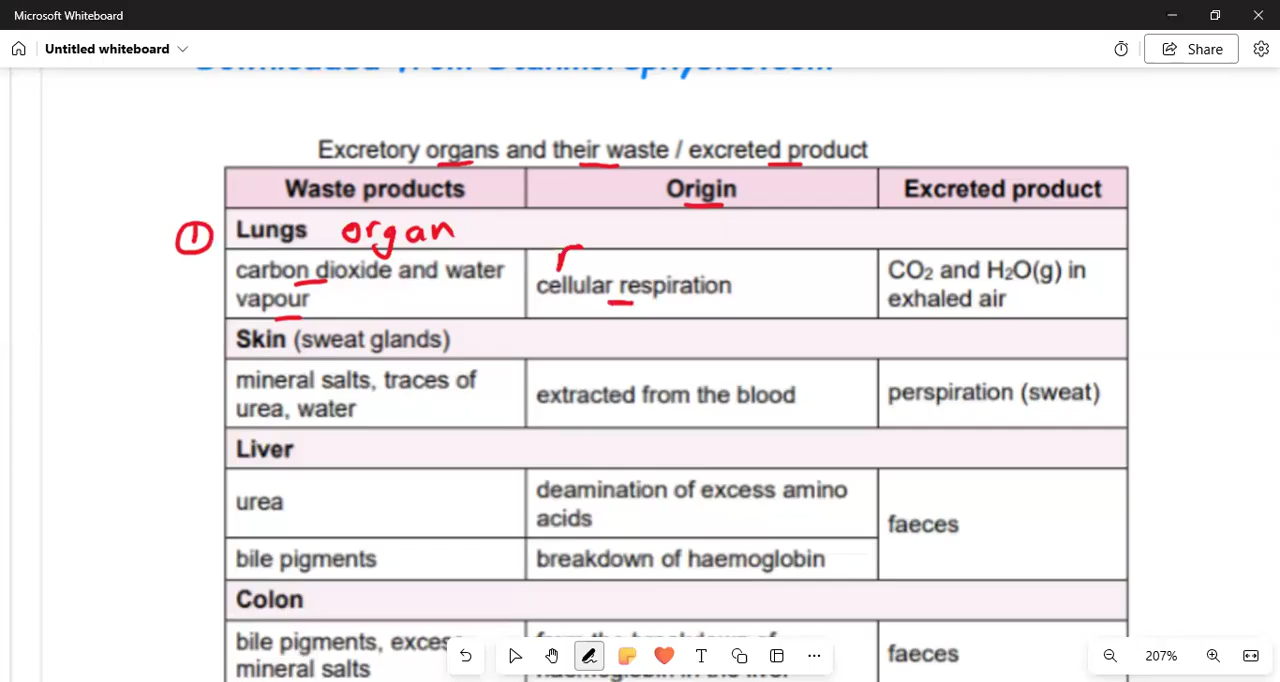 Microsoft Whiteboard
Untitled whiteboard
Share
Excretory organs and their waste / excreted product
Waste products Origin Excreted product
① Lungs organ
r
carbon dioxide and water vapour
cellular respiration
CO₂ and H₂O(g) in exhaled air
Skin (sweat glands)
mineral salts, traces of urea, water
extracted from the blood
perspiration (sweat)
Liver
urea
deamination of excess amino acids
faeces
bile pigments
breakdown of haemoglobin
Colon
bile pigments,
mineral salts
faeces
T
207%